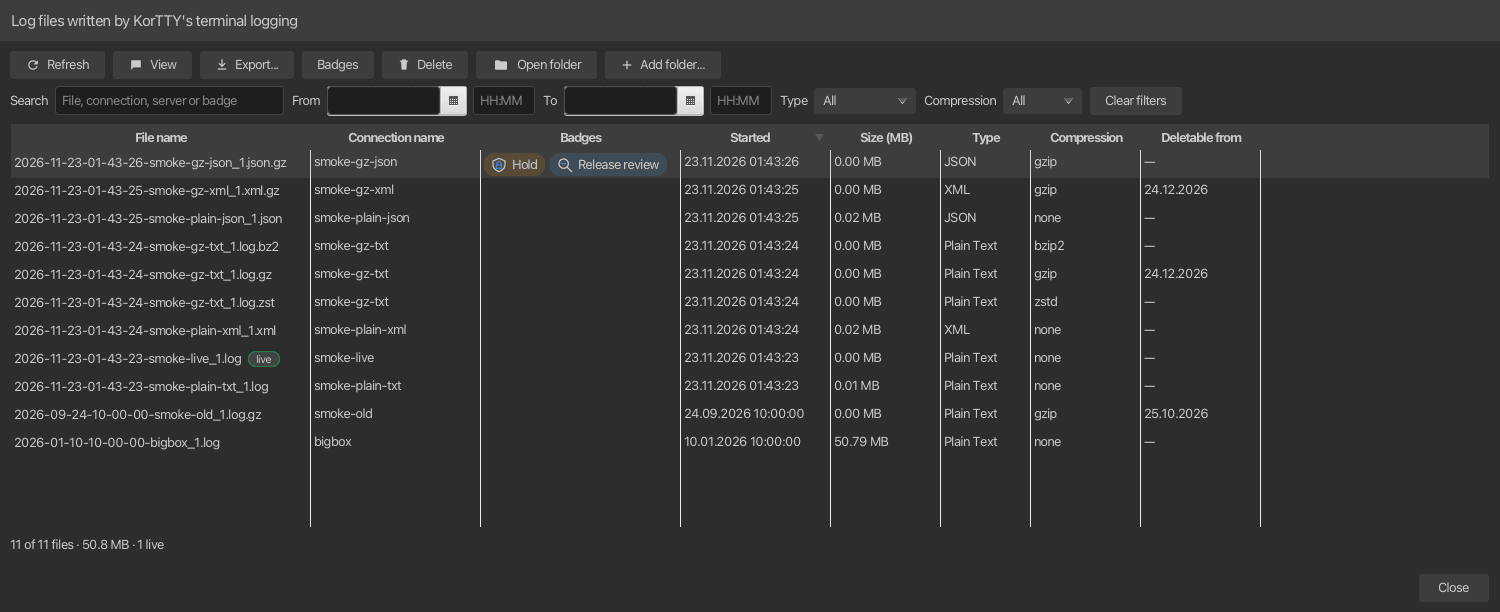 Log files written by KorTTY's terminal logging
Refresh View Export... Badges Delete Open folder Add folder...
Search File, connection, server or badge From HH:MM To HH:MM Type All Compression All Clear filters
File name Connection name Badges Started Size (MB) Type Compression Deletable from
2026-11-23-01-43-26-smoke-gz-json_1.json.gz smoke-gz-json Hold Release review 23.11.2026 01:43:26 0.00 MB JSON gzip —
2026-11-23-01-43-25-smoke-gz-xml_1.xml.gz smoke-gz-xml 23.11.2026 01:43:25 0.00 MB XML gzip 24.12.2026
2026-11-23-01-43-25-smoke-plain-json_1.json smoke-plain-json 23.11.2026 01:43:25 0.02 MB JSON none —
2026-11-23-01-43-24-smoke-gz-txt_1.log.bz2 smoke-gz-txt 23.11.2026 01:43:24 0.00 MB Plain Text bzip2 —
2026-11-23-01-43-24-smoke-gz-txt_1.log.gz smoke-gz-txt 23.11.2026 01:43:24 0.00 MB Plain Text gzip 24.12.2026
2026-11-23-01-43-24-smoke-gz-txt_1.log.zst smoke-gz-txt 23.11.2026 01:43:24 0.00 MB Plain Text zstd —
2026-11-23-01-43-24-smoke-plain-xml_1.xml smoke-plain-xml 23.11.2026 01:43:24 0.02 MB XML none —
2026-11-23-01-43-23-smoke-live_1.log live smoke-live 23.11.2026 01:43:23 0.00 MB Plain Text none —
2026-11-23-01-43-23-smoke-plain-txt_1.log smoke-plain-txt 23.11.2026 01:43:23 0.01 MB Plain Text none —
2026-09-24-10-00-00-smoke-old_1.log.gz smoke-old 24.09.2026 10:00:00 0.00 MB Plain Text gzip 25.10.2026
2026-01-10-10-00-00-bigbox_1.log bigbox 10.01.2026 10:00:00 50.79 MB Plain Text none —
11 of 11 files · 50.8 MB · 1 live
Close